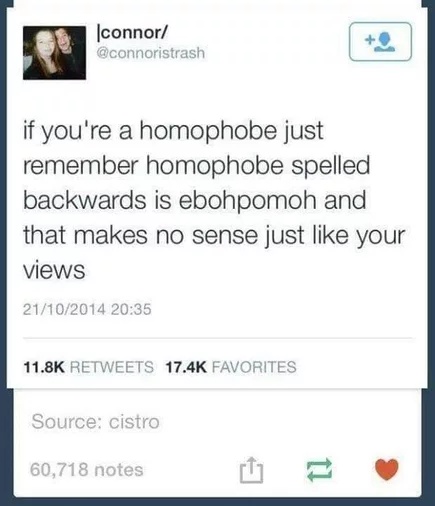 |connor/
@connoristrash
if you're a homophobe just
remember homophobe spelled
backwards is ebohpomoh and
that makes no sense just like your
views
21/10/2014 20:35
11.8K RETWEETS 17.4K FAVORITES
Source: cistro
60,718 notes